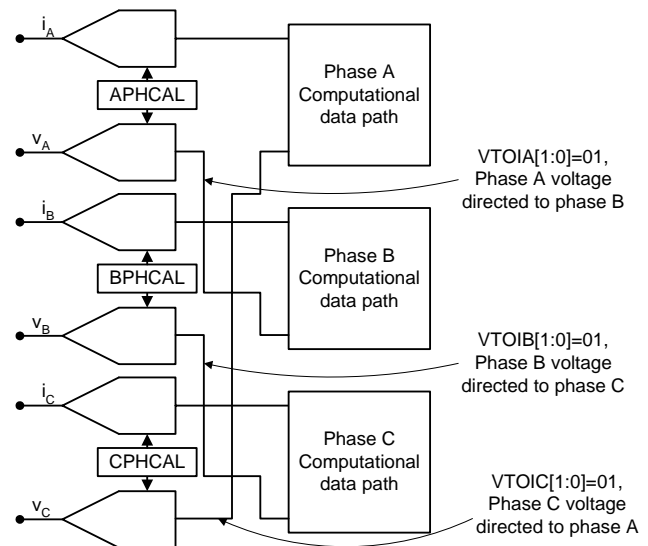 iA
APHCAL
vA
iB
BPHCAL
vB
iC
CPHCAL
vC
Phase A
Computational
data path
Phase B
Computational
data path
Phase C
Computational
data path
VTOIA[1:0]=01,
Phase A voltage
directed to phase B
VTOIB[1:0]=01,
Phase B voltage
directed to phase C
VTOIC[1:0]=01,
Phase C voltage
directed to phase A